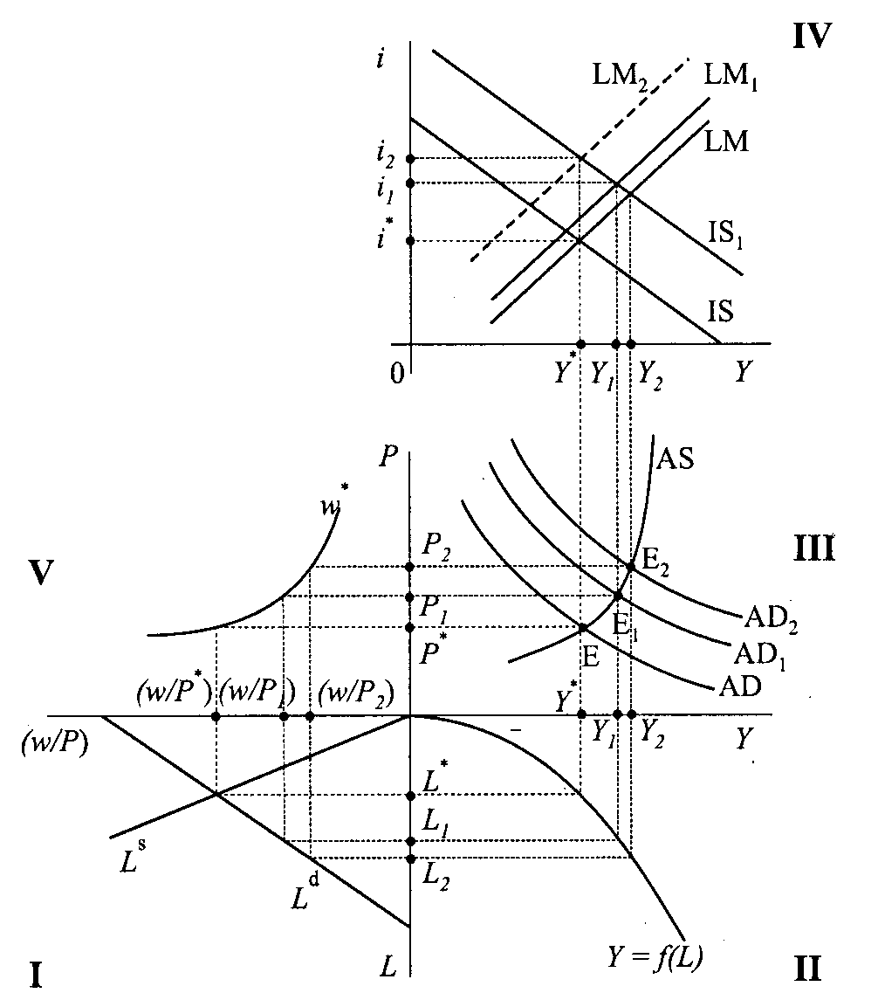 IV
i
LM₂
LM₁
LM
i₂
i₁
i*
IS₁
IS
0
Y*
Y₁
Y₂
Y
P
AS
w*
V
P₂
III
E₂
P₁
E₁
AD₂
P*
E
AD₁
AD
(w/P*)
(w/P₁)
(w/P₂)
Y*
(w/P)
Y₁
Y₂
Y
L*
L₁
Lˢ
L₂
Lᵈ
I
L
Y = f(L)
II